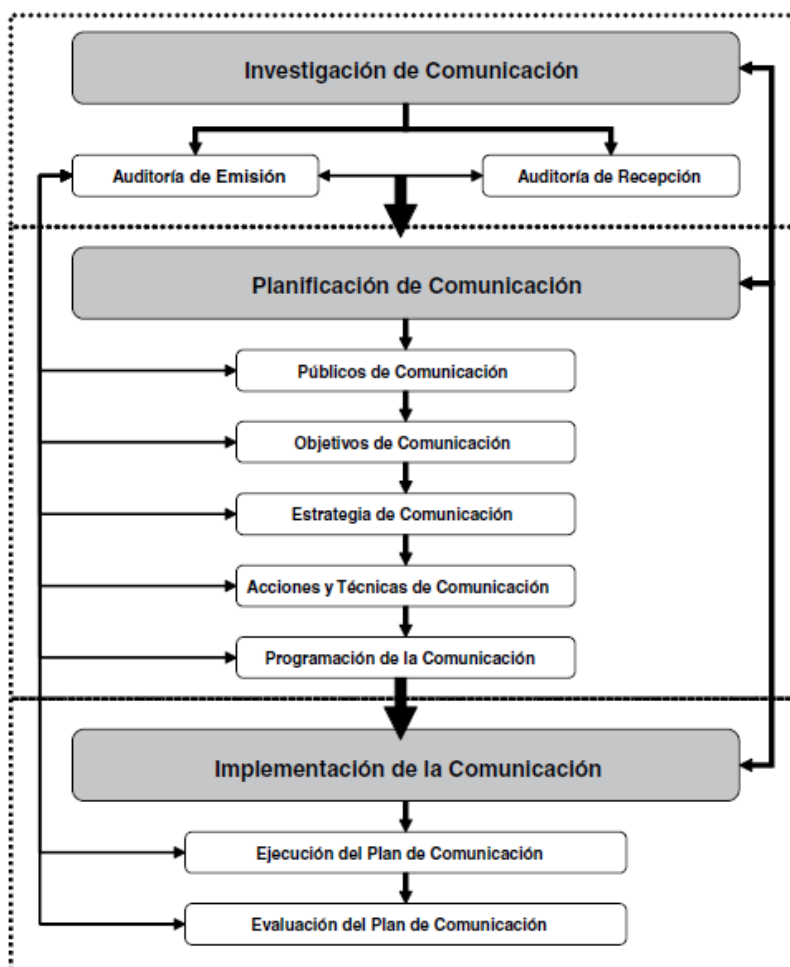 Investigación de Comunicación
Auditoría de Emisión
Auditoría de Recepción
Planificación de Comunicación
Públicos de Comunicación
Objetivos de Comunicación
Estrategia de Comunicación
Acciones y Técnicas de Comunicación
Programación de la Comunicación
Implementación de la Comunicación
Ejecución del Plan de Comunicación
Evaluación del Plan de Comunicación